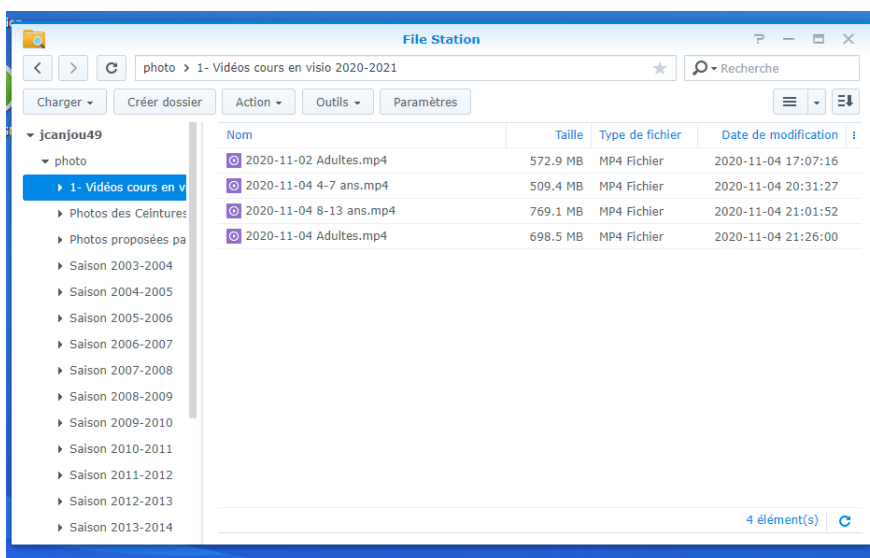 File Station
photo > 1- Vidéos cours en visio 2020-2021
Recherche
Charger Créer dossier Action Outils Paramètres
jcanjou49
photo
1- Vidéos cours en v
Photos des Ceintures
Photos proposées pa
Saison 2003-2004
Saison 2004-2005
Saison 2005-2006
Saison 2006-2007
Saison 2007-2008
Saison 2008-2009
Saison 2009-2010
Saison 2010-2011
Saison 2011-2012
Saison 2012-2013
Saison 2013-2014
Nom Taille Type de fichier Date de modification
2020-11-02 Adultes.mp4 572.9 MB MP4 Fichier 2020-11-04 17:07:16
2020-11-04 4-7 ans.mp4 509.4 MB MP4 Fichier 2020-11-04 20:31:27
2020-11-04 8-13 ans.mp4 769.1 MB MP4 Fichier 2020-11-04 21:01:52
2020-11-04 Adultes.mp4 698.5 MB MP4 Fichier 2020-11-04 21:26:00
4 élément(s)